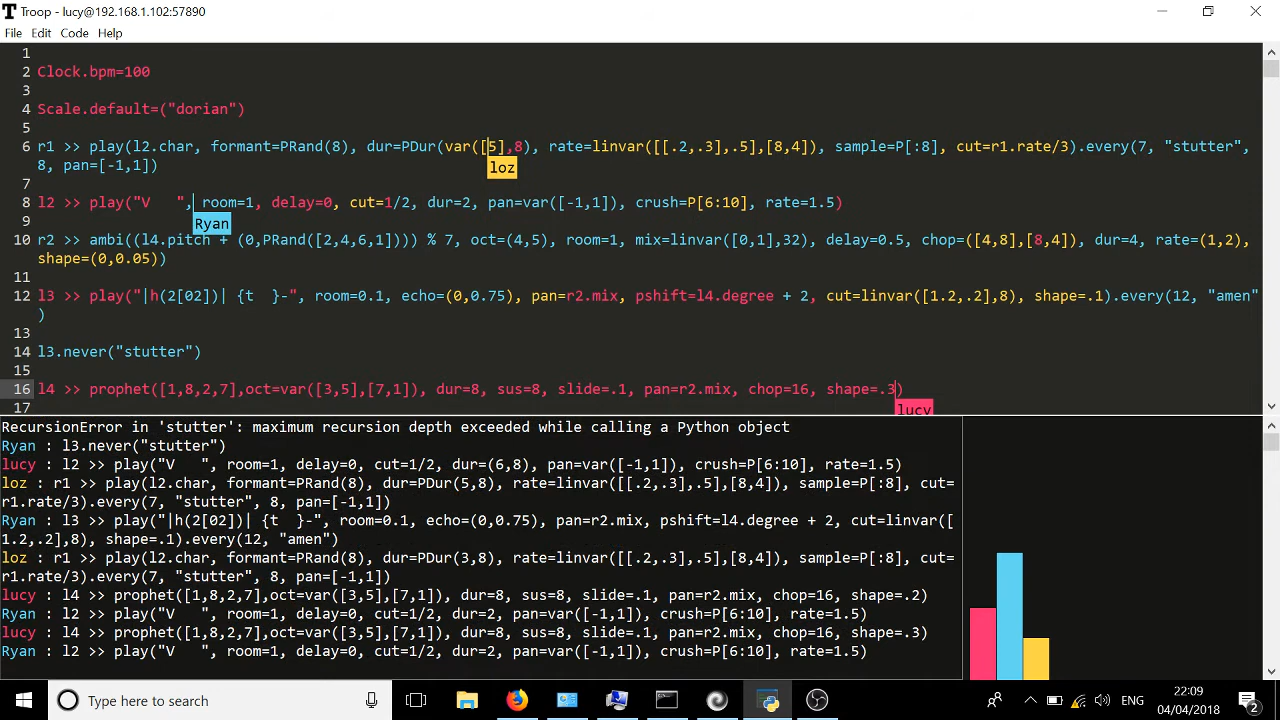 Troop - lucy@192.168.1.102:57890
File Edit Code Help
1
2 Clock.bpm=100
3
4 Scale.default=("dorian")
5
6 r1 >> play(l2.char, formant=PRand(8), dur=PDur(var([5],8), rate=linvar([[.2,.3],.5],[8,4]), sample=P[:8], cut=r1.rate/3).every(7, "stutter",
8, pan=[-1,1])
loz
7
8 l2 >> play("V   ", room=1, delay=0, cut=1/2, dur=2, pan=var([-1,1]), crush=P[6:10], rate=1.5)
9
Ryan
10 r2 >> ambi((l4.pitch + (0,PRand([2,4,6,1]))) % 7, oct=(4,5), room=1, mix=linvar([0,1],32), delay=0.5, chop=([4,8],[8,4]), dur=4, rate=(1,2),
shape=(0,0.05))
11
12 l3 >> play("|h(2[02])| {t  }-", room=0.1, echo=(0,0.75), pan=r2.mix, pshift=l4.degree + 2, cut=linvar([1.2,.2],8), shape=.1).every(12, "amen"
)
13
14 l3.never("stutter")
15
16 l4 >> prophet([1,8,2,7],oct=var([3,5],[7,1]), dur=8, sus=8, slide=.1, pan=r2.mix, chop=16, shape=.3)
17
lucy
RecursionError in 'stutter': maximum recursion depth exceeded while calling a Python object
Ryan : l3.never("stutter")
lucy : l2 >> play("V   ", room=1, delay=0, cut=1/2, dur=(6,8), pan=var([-1,1]), crush=P[6:10], rate=1.5)
loz : r1 >> play(l2.char, formant=PRand(8), dur=PDur(5,8), rate=linvar([[.2,.3],.5],[8,4]), sample=P[:8], cut=
r1.rate/3).every(7, "stutter", 8, pan=[-1,1])
Ryan : l3 >> play("|h(2[02])| {t  }-", room=0.1, echo=(0,0.75), pan=r2.mix, pshift=l4.degree + 2, cut=linvar([
1.2,.2],8), shape=.1).every(12, "amen")
loz : r1 >> play(l2.char, formant=PRand(8), dur=PDur(3,8), rate=linvar([[.2,.3],.5],[8,4]), sample=P[:8], cut=
r1.rate/3).every(7, "stutter", 8, pan=[-1,1])
lucy : l4 >> prophet([1,8,2,7],oct=var([3,5],[7,1]), dur=8, sus=8, slide=.1, pan=r2.mix, chop=16, shape=.2)
Ryan : l2 >> play("V   ", room=1, delay=0, cut=1/2, dur=2, pan=var([-1,1]), crush=P[6:10], rate=1.5)
lucy : l4 >> prophet([1,8,2,7],oct=var([3,5],[7,1]), dur=8, sus=8, slide=.1, pan=r2.mix, chop=16, shape=.3)
Ryan : l2 >> play("V   ", room=1, delay=0, cut=1/2, dur=2, pan=var([-1,1]), crush=P[6:10], rate=1.5)
Type here to search
ENG
22:09
04/04/2018
2